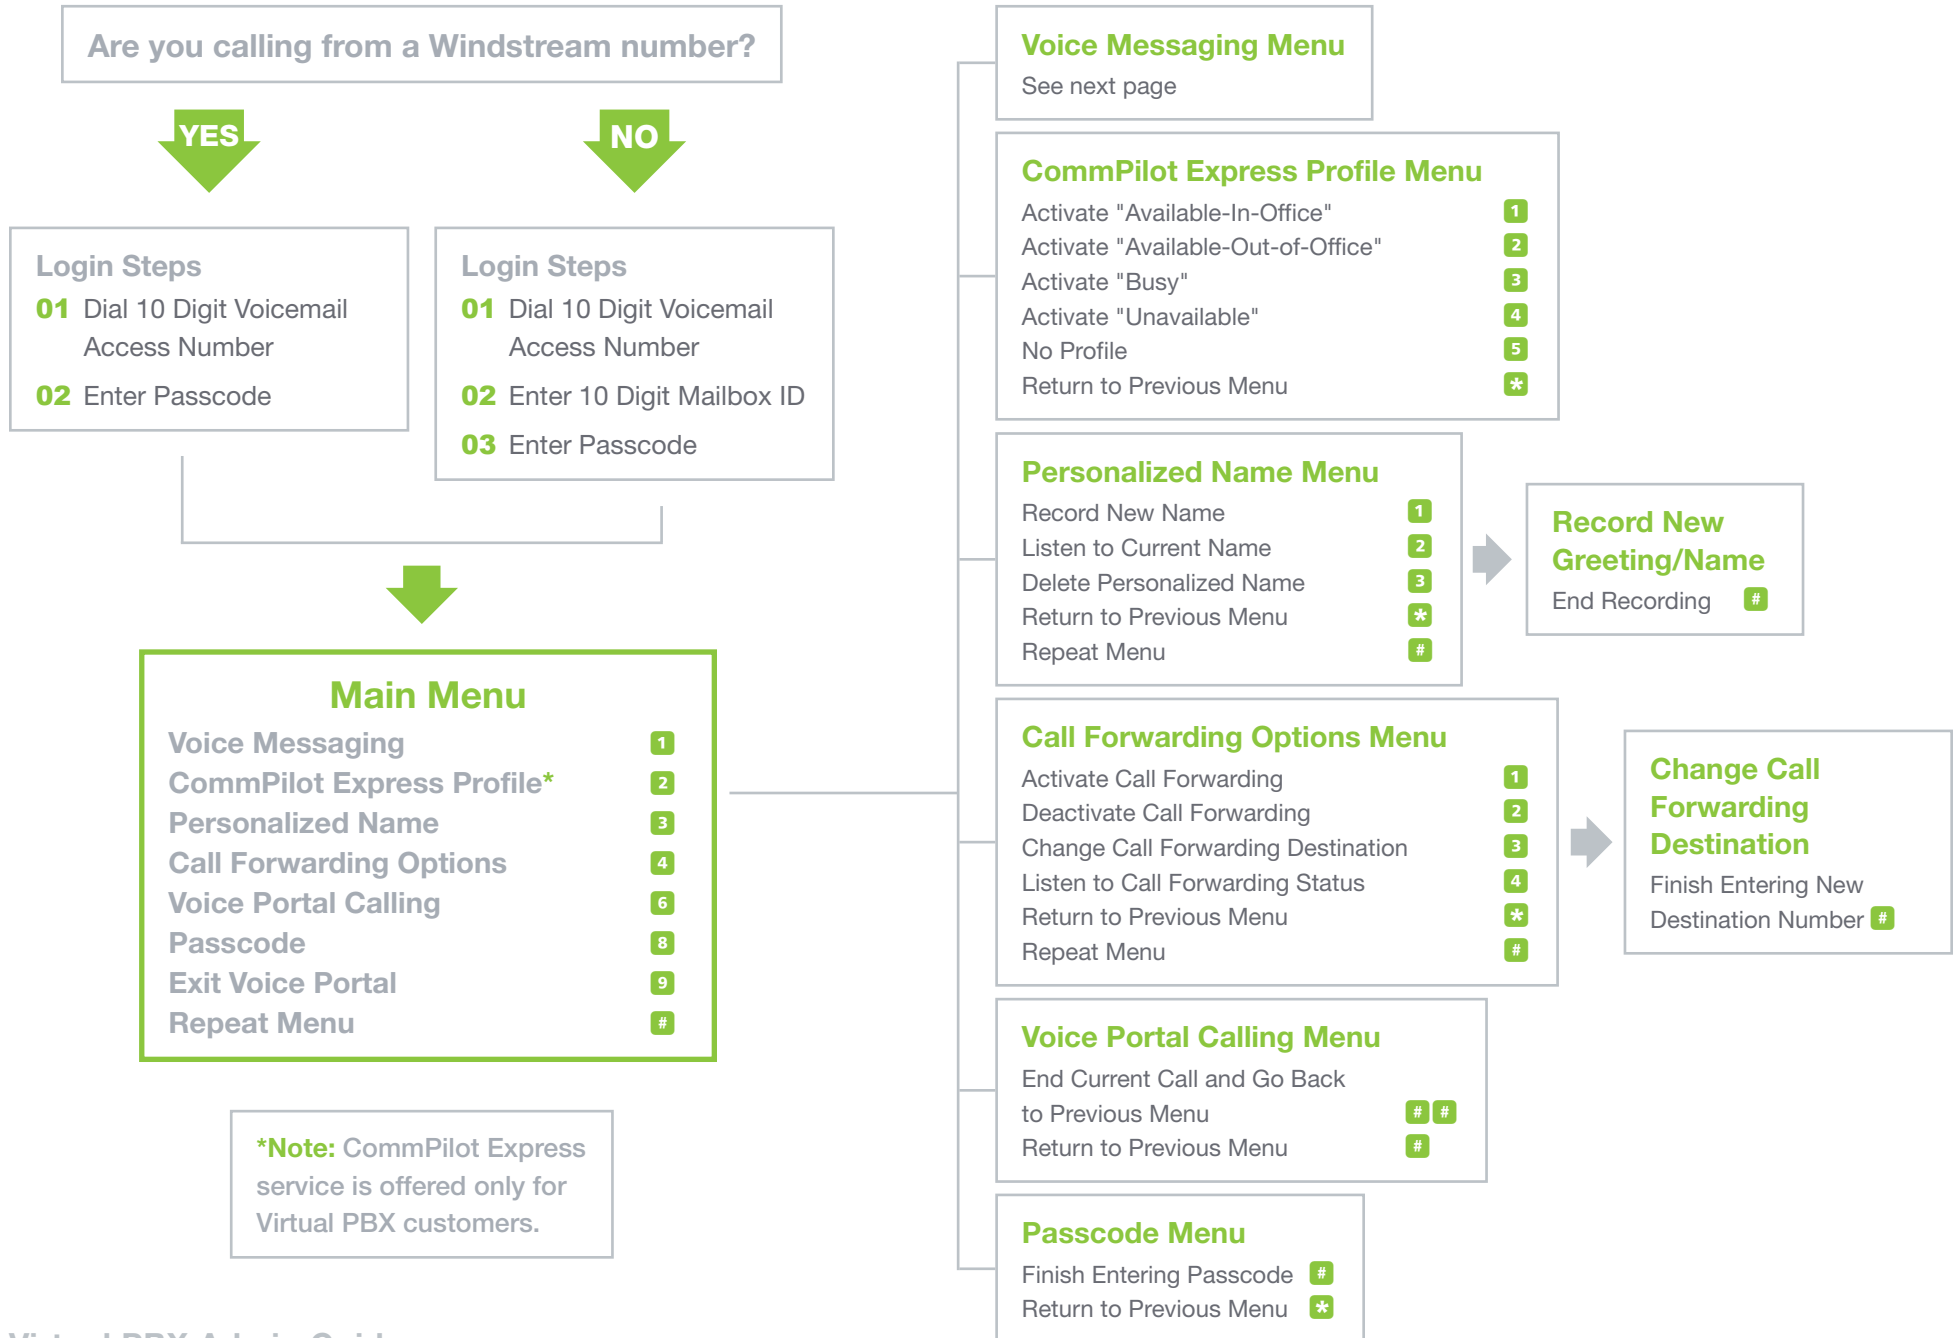 Are you calling from a Windstream number?
YES
NO
Login Steps
01 Dial 10 Digit Voicemail
Access Number
02 Enter Passcode
Login Steps
01 Dial 10 Digit Voicemail
Access Number
02 Enter 10 Digit Mailbox ID
03 Enter Passcode
Main Menu
Voice Messaging 1
CommPilot Express Profile* 2
Personalized Name 3
Call Forwarding Options 4
Voice Portal Calling 6
Passcode 8
Exit Voice Portal 9
Repeat Menu #
*Note: CommPilot Express
service is offered only for
Virtual PBX customers.
Voice Messaging Menu
See next page
CommPilot Express Profile Menu
Activate "Available-In-Office" 1
Activate "Available-Out-of-Office" 2
Activate "Busy" 3
Activate "Unavailable" 4
No Profile 5
Return to Previous Menu *
Personalized Name Menu
Record New Name 1
Listen to Current Name 2
Delete Personalized Name 3
Return to Previous Menu *
Repeat Menu #
Record New
Greeting/Name
End Recording #
Call Forwarding Options Menu
Activate Call Forwarding 1
Deactivate Call Forwarding 2
Change Call Forwarding Destination 3
Listen to Call Forwarding Status 4
Return to Previous Menu *
Repeat Menu #
Change Call
Forwarding
Destination
Finish Entering New
Destination Number #
Voice Portal Calling Menu
End Current Call and Go Back
to Previous Menu # #
Return to Previous Menu #
Passcode Menu
Finish Entering Passcode #
Return to Previous Menu *
Virtual PBX Admin Guide